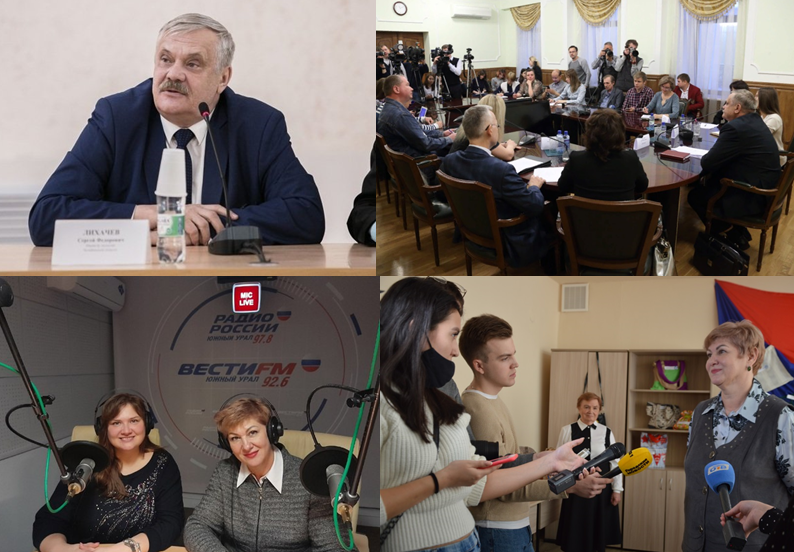 ЛИХАЧЕВ
Сергей Федорович
MIC
LIVE
РАДИО
РОССИИ
ЮЖНЫЙ УРАЛ 97.8
ВЕСТИ FM
ЮЖНЫЙ УРАЛ 92.6